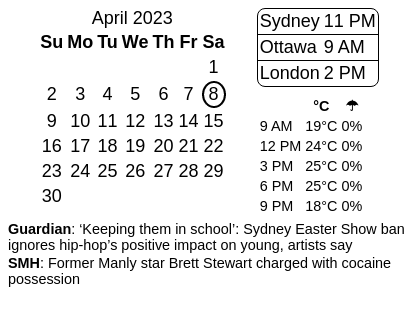 April 2023
Su Mo Tu We Th Fr Sa
1
2 3 4 5 6 7 8
9 10 11 12 13 14 15
16 17 18 19 20 21 22
23 24 25 26 27 28 29
30
Sydney 11 PM
Ottawa 9 AM
London 2 PM
°C ☂
9 AM 19°C 0%
12 PM 24°C 0%
3 PM 25°C 0%
6 PM 25°C 0%
9 PM 18°C 0%
Guardian: ‘Keeping them in school’: Sydney Easter Show ban
ignores hip-hop’s positive impact on young, artists say
SMH: Former Manly star Brett Stewart charged with cocaine
possession